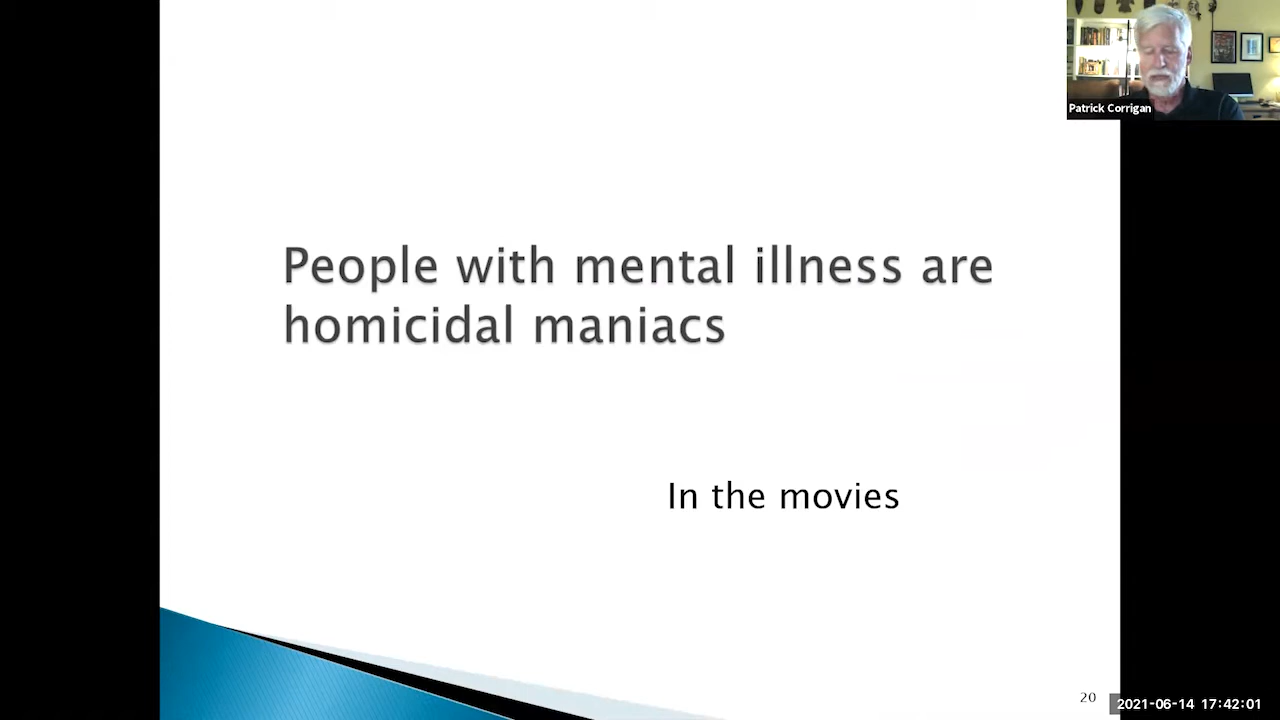 Patrick Corrigan
People with mental illness are
homicidal maniacs
In the movies
20
2021-06-14 17:42:01